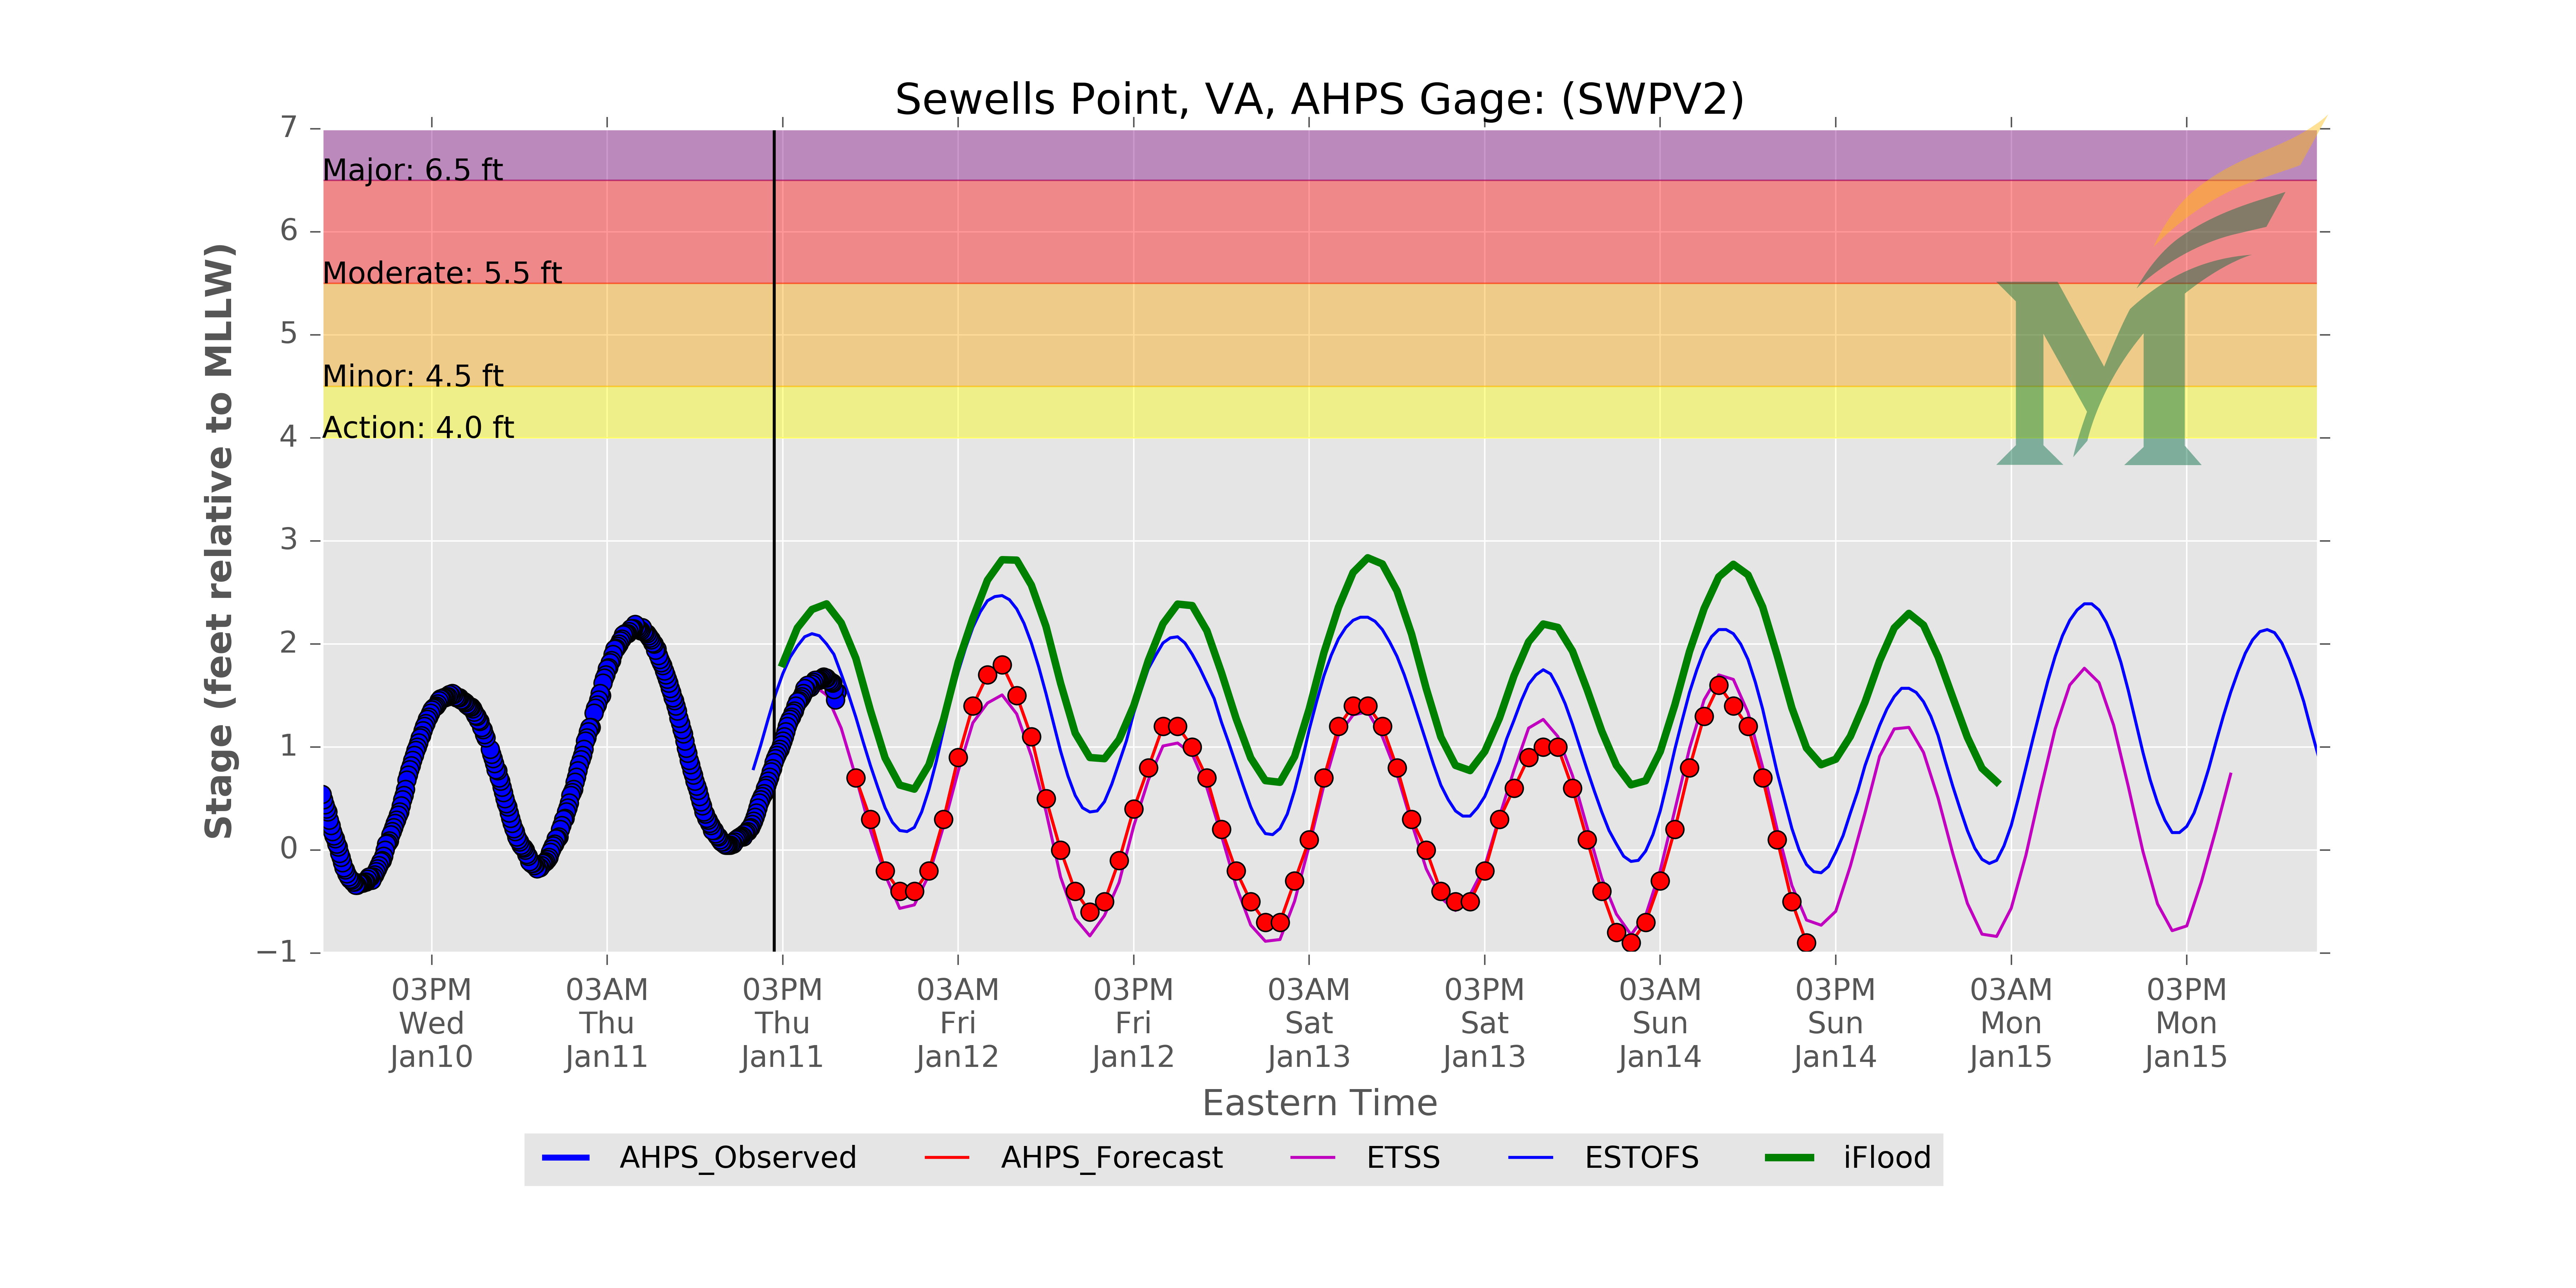 Sewells Point, VA, AHPS Gage: (SWPV2)
Stage (feet relative to MLLW)
7
6
5
4
3
2
1
0
−1
Major: 6.5 ft
Moderate: 5.5 ft
Minor: 4.5 ft
Action: 4.0 ft
M
03PM
Wed
Jan10
03AM
Thu
Jan11
03PM
Thu
Jan11
03AM
Fri
Jan12
03PM
Fri
Jan12
03AM
Sat
Jan13
03PM
Sat
Jan13
03AM
Sun
Jan14
03PM
Sun
Jan14
03AM
Mon
Jan15
03PM
Mon
Jan15
Eastern Time
AHPS_Observed AHPS_Forecast ETSS ESTOFS iFlood